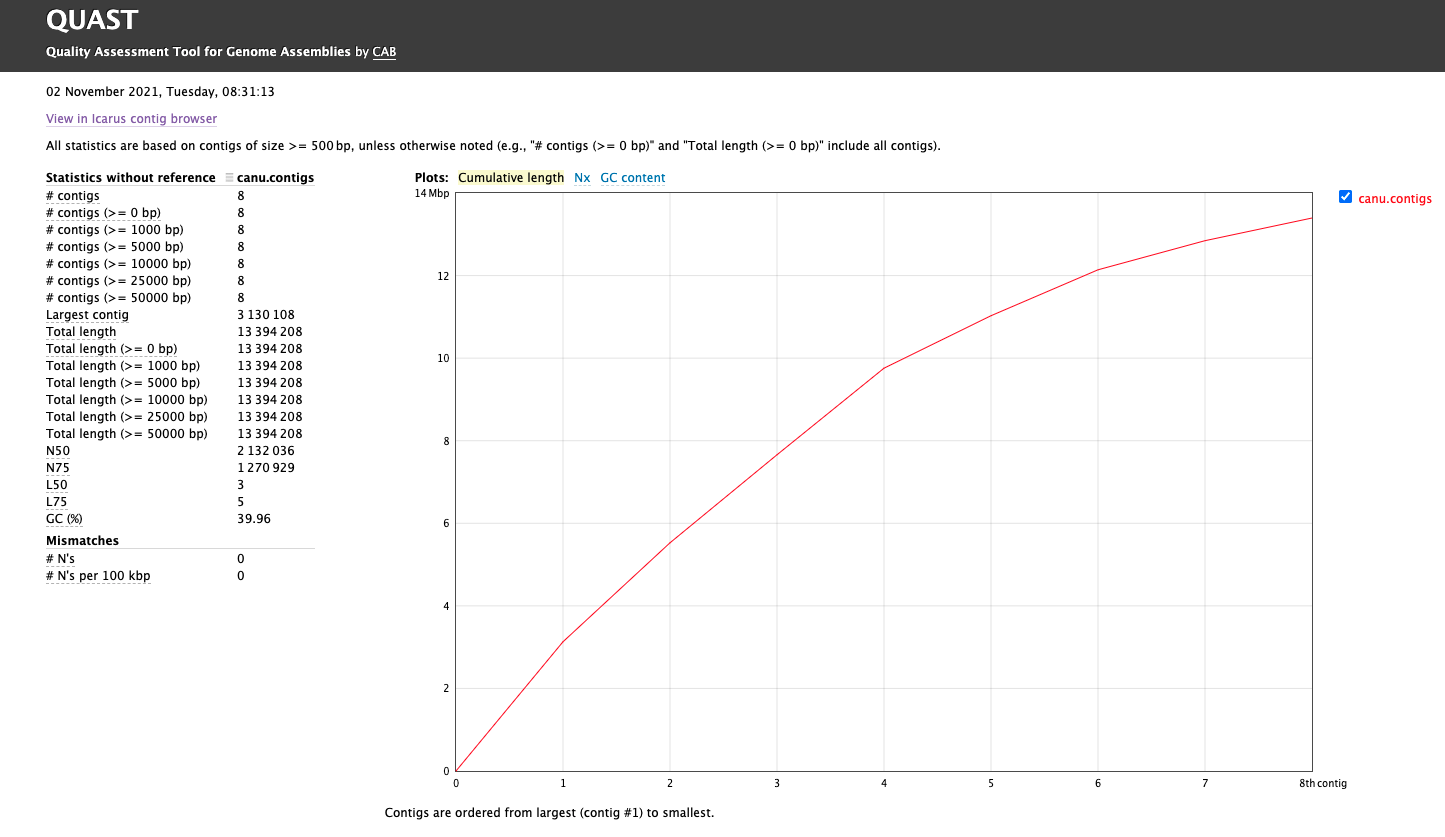 QUAST
Quality Assessment Tool for Genome Assemblies by CAB
02 November 2021, Tuesday, 08:31:13
View in Icarus contig browser
All statistics are based on contigs of size >= 500 bp, unless otherwise noted (e.g., "# contigs (>= 0 bp)" and "Total length (>= 0 bp)" include all contigs).
Statistics without reference canu.contigs
# contigs 8
# contigs (>= 0 bp) 8
# contigs (>= 1000 bp) 8
# contigs (>= 5000 bp) 8
# contigs (>= 10000 bp) 8
# contigs (>= 25000 bp) 8
# contigs (>= 50000 bp) 8
Largest contig 3 130 108
Total length 13 394 208
Total length (>= 0 bp) 13 394 208
Total length (>= 1000 bp) 13 394 208
Total length (>= 5000 bp) 13 394 208
Total length (>= 10000 bp) 13 394 208
Total length (>= 25000 bp) 13 394 208
Total length (>= 50000 bp) 13 394 208
N50 2 132 036
N75 1 270 929
L50 3
L75 5
GC (%) 39.96
Mismatches
# N's 0
# N's per 100 kbp 0
Plots: Cumulative length Nx GC content
14 Mbp
12
10
8
6
4
2
0
0 1 2 3 4 5 6 7 8th contig
canu.contigs
Contigs are ordered from largest (contig #1) to smallest.